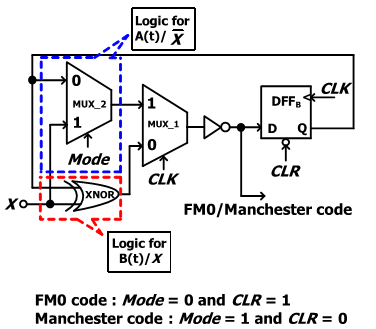 Logic for
A(t)/ X̅
0
MUX_2
1
Mode
1
MUX_1
0
CLK
DFF_B
CLK
D
Q
CLR
X
XNOR
FM0/Manchester code
Logic for
B(t)/X
FM0 code : Mode = 0 and CLR = 1
Manchester code : Mode = 1 and CLR = 0